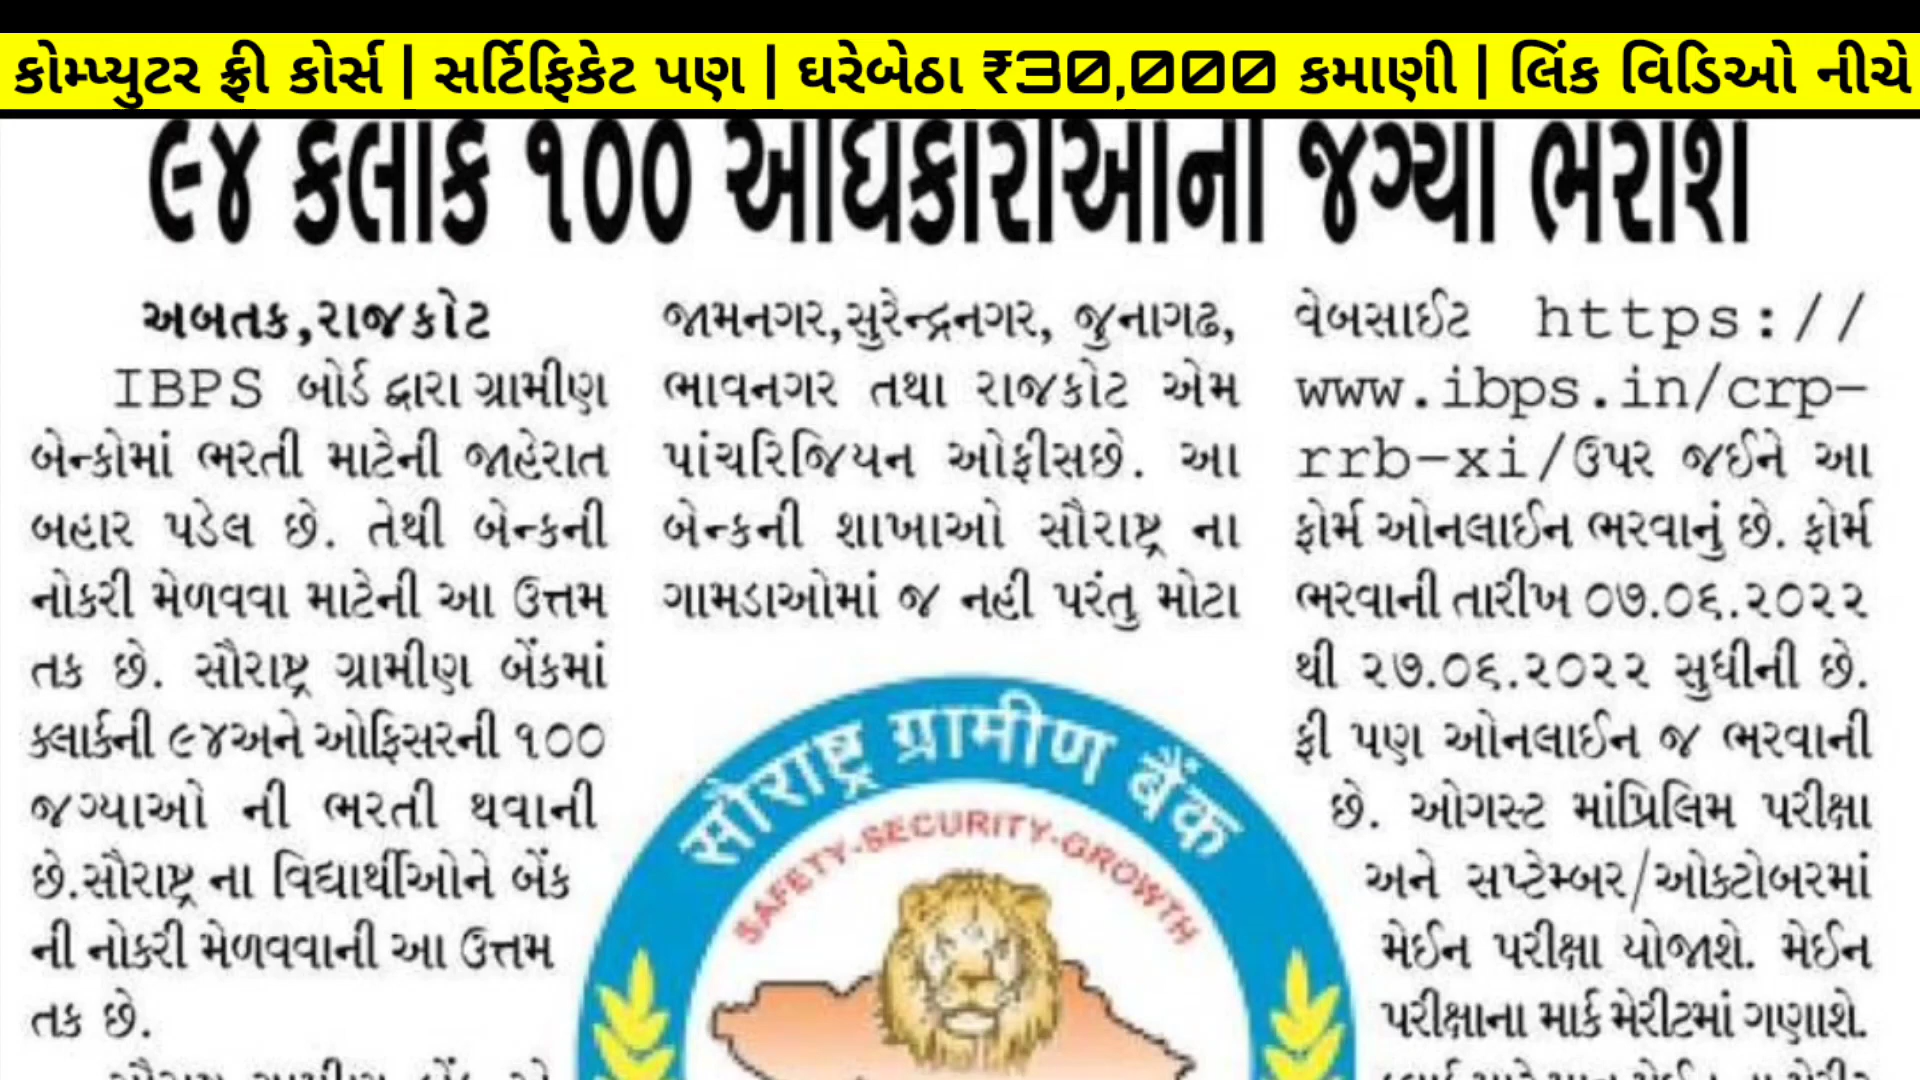 કોમ્પ્યુટર ફ્રી કોર્સ | સર્ટિફિકેટ પણ | ઘરેબેઠા ₹30,000 કમાણી | લિંક વિડિઓ નીચે
૯૪ ક્લાર્ક ૧૦૦ અધિકારીઓની જગ્યા ભરાશે
અબતક,રાજકોટ
IBPS બોર્ડ દ્વારા ગ્રામીણ
બેન્કોમાં ભરતી માટેની જાહેરાત
બહાર પડેલ છે. તેથી બેન્કની
નોકરી મેળવવા માટેની આ ઉત્તમ
તક છે. સૌરાષ્ટ્ર ગ્રામીણ બેંકમાં
ક્લાર્કની ૯૪અને ઓફિસરની ૧૦૦
જગ્યાઓ ની ભરતી થવાની
છે.સૌરાષ્ટ્ર ના વિદ્યાર્થીઓને બેંક
ની નોકરી મેળવવાની આ ઉત્તમ
તક છે.
જામનગર,સુરેન્દ્રનગર, જુનાગઢ,
ભાવનગર તથા રાજકોટ એમ
પાંચરિજિયન ઓફીસછે. આ
બેન્કની શાખાઓ સૌરાષ્ટ્ર ના
ગામડાઓમાં જ નહી પરંતુ મોટા
सौराष्ट्र ग्रामीण बैंक
SAFETY-SECURITY-GROWTH
વેબસાઈટ https://
www.ibps.in/crp-
rrb-xi/ઉપર જઈને આ
ફોર્મ ઓનલાઈન ભરવાનું છે. ફોર્મ
ભરવાની તારીખ ૦૭.૦૬.૨૦૨૨
થી ૨૭.૦૬.૨૦૨૨ સુધીની છે.
ફી પણ ઓનલાઈન જ ભરવાની
છે. ઓગસ્ટ માંપ્રિલિમ પરીક્ષા
અને સપ્ટેમ્બર/ઓક્ટોબરમાં
મેઈન પરીક્ષા યોજાશે. મેઈન
પરીક્ષાના માર્ક મેરીટમાં ગણાશે.